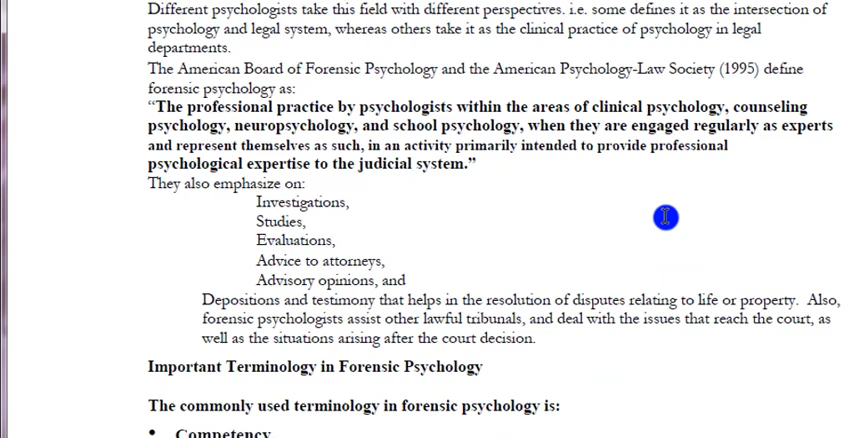 Different psychologists take this field with different perspectives. i.e. some defines it as the intersection of
psychology and legal system, whereas others take it as the clinical practice of psychology in legal
departments.
The American Board of Forensic Psychology and the American Psychology-Law Society (1995) define
forensic psychology as:
“The professional practice by psychologists within the areas of clinical psychology, counseling
psychology, neuropsychology, and school psychology, when they are engaged regularly as experts
and represent themselves as such, in an activity primarily intended to provide professional
psychological expertise to the judicial system.”
They also emphasize on:
Investigations,
Studies,
Evaluations,
Advice to attorneys,
Advisory opinions, and
Depositions and testimony that helps in the resolution of disputes relating to life or property. Also,
forensic psychologists assist other lawful tribunals, and deal with the issues that reach the court, as
well as the situations arising after the court decision.
Important Terminology in Forensic Psychology
The commonly used terminology in forensic psychology is:
• Competency